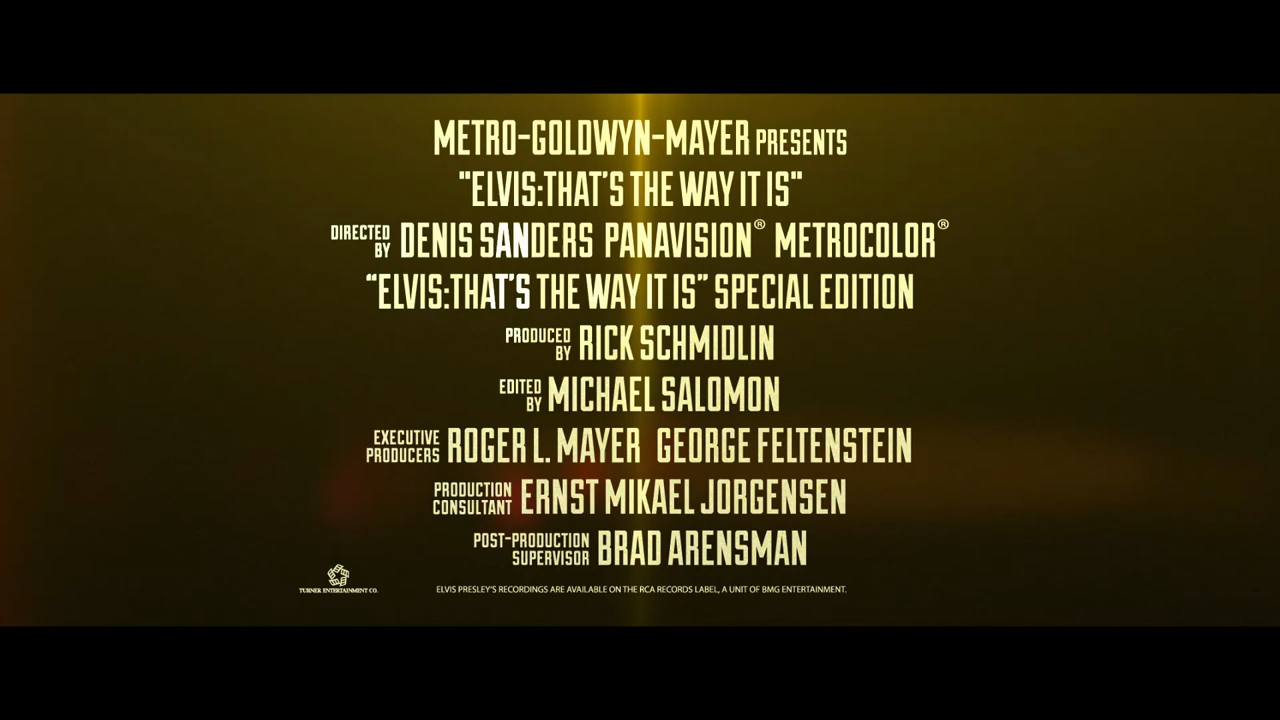 METRO-GOLDWYN-MAYER PRESENTS
"ELVIS:THAT'S THE WAY IT IS"
DIRECTED BY DENIS SANDERS PANAVISION® METROCOLOR®
"ELVIS:THAT'S THE WAY IT IS" SPECIAL EDITION
PRODUCED BY RICK SCHMIDLIN
EDITED BY MICHAEL SALOMON
EXECUTIVE PRODUCERS ROGER L. MAYER GEORGE FELTENSTEIN
PRODUCTION CONSULTANT ERNST MIKAEL JORGENSEN
POST-PRODUCTION SUPERVISOR BRAD ARENSMAN
TURNER ENTERTAINMENT CO.
ELVIS PRESLEY'S RECORDINGS ARE AVAILABLE ON THE RCA RECORDS LABEL, A UNIT OF BMG ENTERTAINMENT.